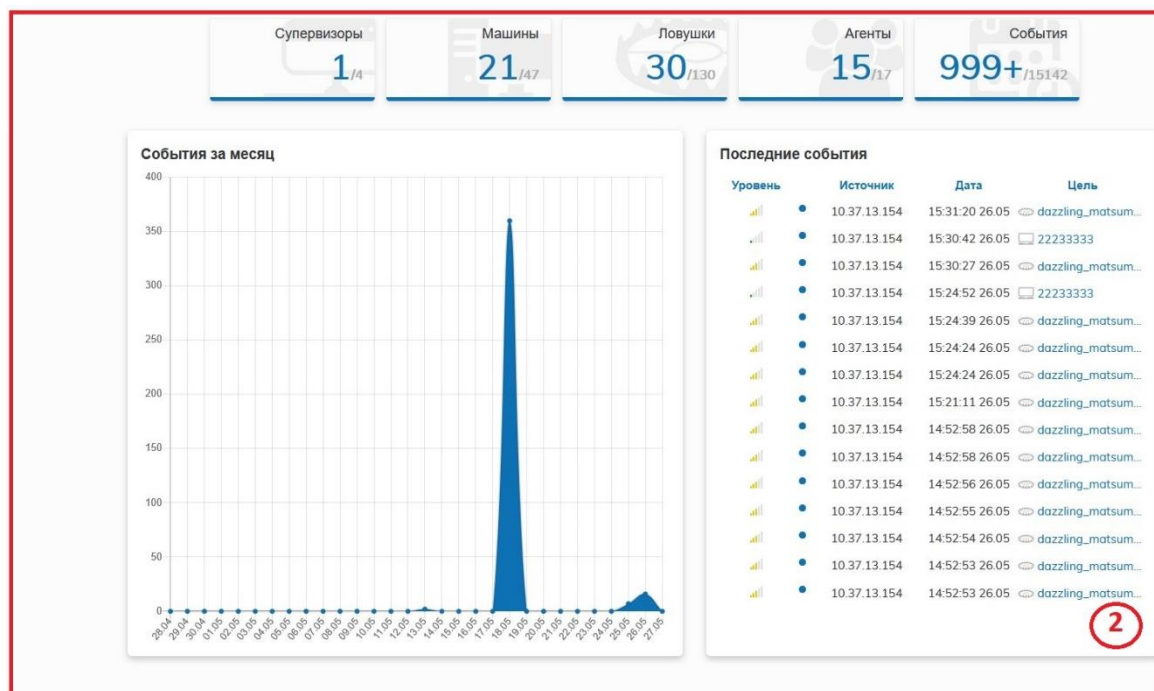 Супервизоры
1/4
Машины
21/47
Ловушки
30/130
Агенты
15/17
События
999+/15142
События за месяц
400
350
300
250
200
150
100
50
0
28.04 29.04 30.04 01.05 02.05 03.05 04.05 05.05 06.05 07.05 08.05 09.05 10.05 11.05 12.05 13.05 14.05 15.05 16.05 17.05 18.05 19.05 20.05 21.05 22.05 23.05 24.05 25.05 26.05 27.05
Последние события
Уровень Источник Дата Цель
10.37.13.154 15:31:20 26.05 dazzling_matsum...
10.37.13.154 15:30:42 26.05 22233333
10.37.13.154 15:30:27 26.05 dazzling_matsum...
10.37.13.154 15:24:52 26.05 22233333
10.37.13.154 15:24:39 26.05 dazzling_matsum...
10.37.13.154 15:24:24 26.05 dazzling_matsum...
10.37.13.154 15:24:24 26.05 dazzling_matsum...
10.37.13.154 15:21:11 26.05 dazzling_matsum...
10.37.13.154 14:52:58 26.05 dazzling_matsum...
10.37.13.154 14:52:58 26.05 dazzling_matsum...
10.37.13.154 14:52:56 26.05 dazzling_matsum...
10.37.13.154 14:52:55 26.05 dazzling_matsum...
10.37.13.154 14:52:54 26.05 dazzling_matsum...
10.37.13.154 14:52:53 26.05 dazzling_matsum...
10.37.13.154 14:52:53 26.05 dazzling_matsum...
2